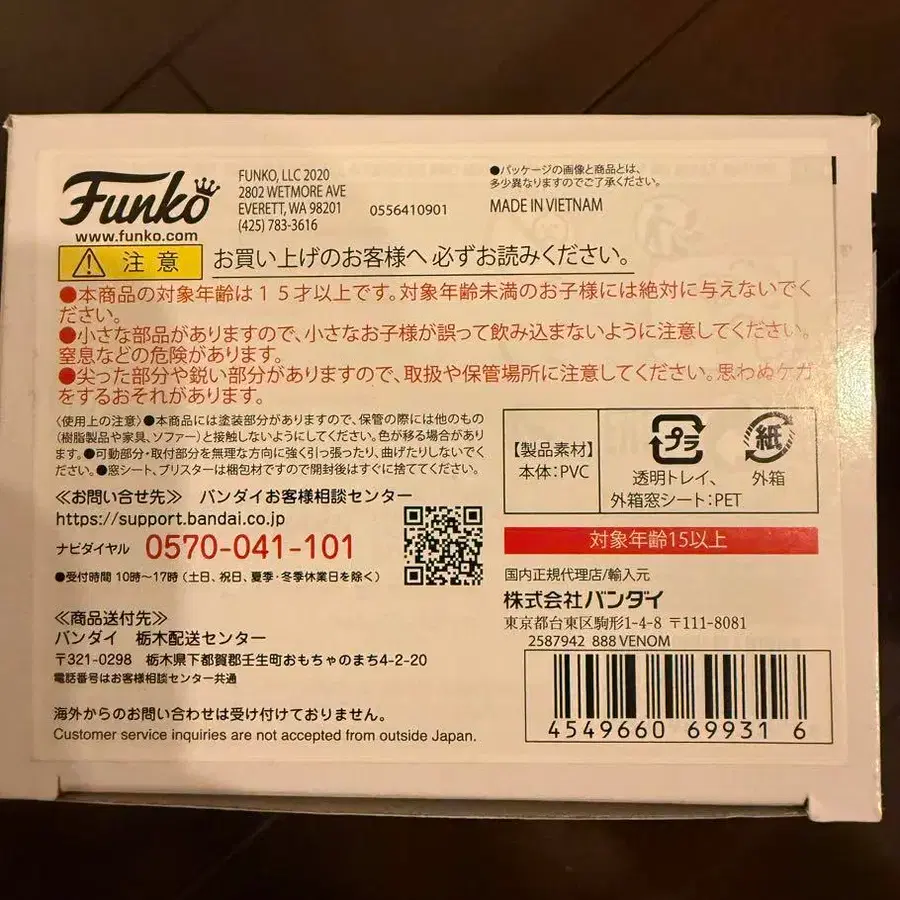 Funko
www.funko.com
FUNKO, LLC 2020
2802 WETMORE AVE
EVERETT, WA 98201
(425) 783-3616
0556410901
●パッケージの画像と商品とは、
多少異なりますのでご了承ください。
MADE IN VIETNAM
注意 お買い上げのお客様へ 必ずお読みください。
●本商品の対象年齢は15才以上です。対象年齢未満のお子様には絶対に与えないでく
ださい。
●小さな部品がありますので、小さなお子様が誤って飲み込まないように注意してください。
窒息などの危険があります。
●尖った部分や鋭い部分がありますので、取扱や保管場所に注意してください。思わぬケガ
をするおそれがあります。
〈使用上の注意〉●本商品には塗装部分がありますので、保管の際には他のもの
(樹脂製品や家具、ソファー)と接触しないようにしてください。色が移る場合があり
ます。●可動部分・取付部分を無理な方向に強く引っ張ったり、曲げたりしないでく
ださい。●窓シート、ブリスターは梱包材ですので開封後はすぐに捨ててください。
≪お問い合せ先≫ バンダイお客様相談センター
https://support.bandai.co.jp
ナビダイヤル 0570-041-101
●受付時間 10時〜17時(土日、祝日、夏季・冬季休業日を除く)
≪商品送付先≫
バンダイ 栃木配送センター
〒321-0298 栃木県下都賀郡壬生町おもちゃのまち4-2-20
電話番号はお客様相談センター共通
海外からのお問い合わせは受け付けておりません。
Customer service inquiries are not accepted from outside Japan.
【製品素材】
本体:PVC
プラ
透明トレイ、
外箱窓シート:PET
紙
外箱
対象年齢15以上
国内正規代理店/輸入元
株式会社バンダイ
東京都台東区駒形1-4-8 〒111-8081
2587942 888 VENOM
4549660 69931 6